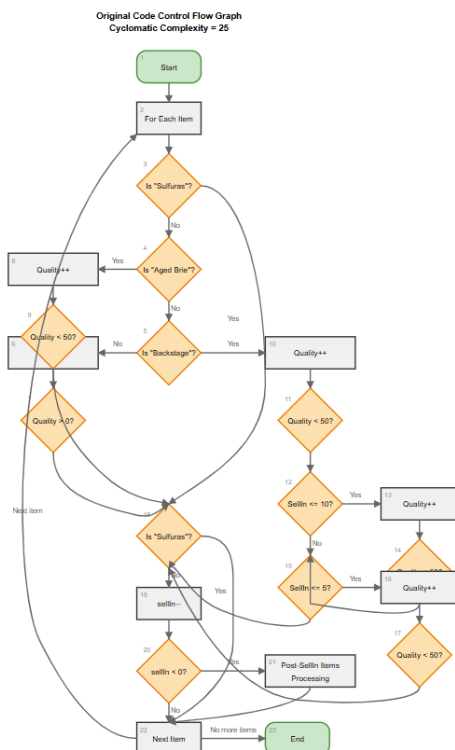 Original Code Control Flow Graph
Cyclomatic Complexity = 25
1
Start
2
For Each Item
3
Is "Sulfuras"?
No
4
Is "Aged Brie"?
Yes
8
Quality++
No
Yes
5
Is "Backstage"?
No
Yes
Quality < 50?
6
10
Quality++
Quality > 0?
11
Quality < 50?
12
SellIn <= 10?
Yes
13
Quality++
Next item
Is "Sulfuras"?
No
14
15
SellIn <= 5?
Yes
16
Quality++
No
Yes
19
sellIn--
17
Quality < 50?
20
sellIn < 0?
Yes
21
Post-SellIn Items
Processing
No
22
Next Item
No more items
23
End